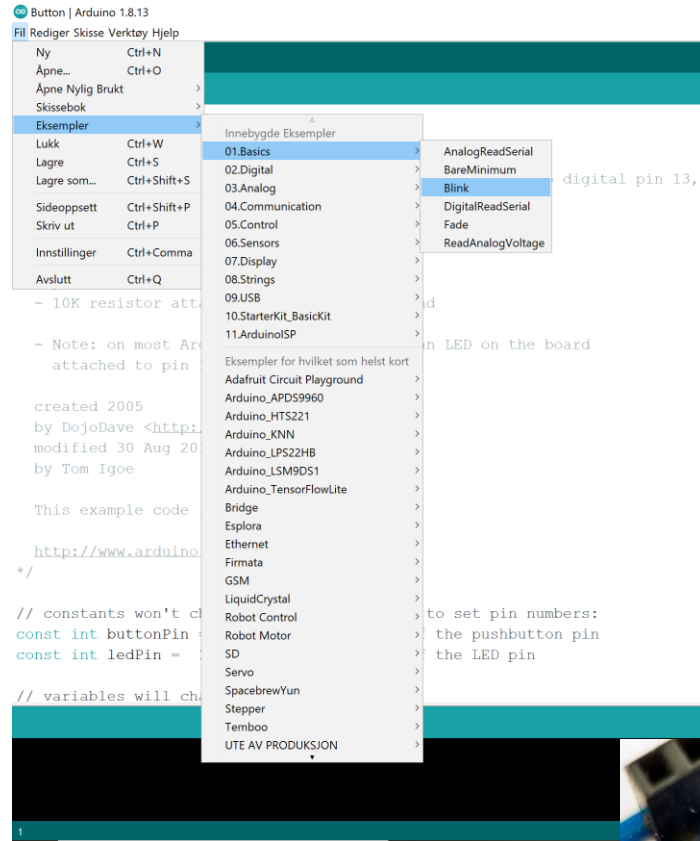 Button | Arduino 1.8.13
Fil Rediger Skisse Verktøy Hjelp
Ny Ctrl+N
Åpne... Ctrl+O
Åpne Nylig Brukt
Skissebok
Eksempler
Lukk Ctrl+W
Lagre Ctrl+S
Lagre som... Ctrl+Shift+S
Sideoppsett Ctrl+Shift+P
Skriv ut Ctrl+P
Innstillinger Ctrl+Comma
Avslutt Ctrl+Q
Innebygde Eksempler
01.Basics
02.Digital
03.Analog
04.Communication
05.Control
06.Sensors
07.Display
08.Strings
09.USB
10.StarterKit_BasicKit
11.ArduinoISP
Eksempler for hvilket som helst kort
Adafruit Circuit Playground
Arduino_APDS9960
Arduino_HTS221
Arduino_KNN
Arduino_LPS22HB
Arduino_LSM9DS1
Arduino_TensorFlowLite
Bridge
Esplora
Ethernet
Firmata
GSM
LiquidCrystal
Robot Control
Robot Motor
SD
Servo
SpacebrewYun
Stepper
Temboo
UTE AV PRODUKSJON
AnalogReadSerial
BareMinimum
Blink
DigitalReadSerial
Fade
ReadAnalogVoltage
digital pin 13,
- 10K resistor atta
- Note: on most Ard n LED on the board
attached to pin
created 2005
by DojoDave <http:
modified 30 Aug 201
by Tom Igoe
This example code
http://www.arduino
*/
// constants won't ch to set pin numbers:
const int buttonPin = the pushbutton pin
const int ledPin = the LED pin
// variables will cha
1